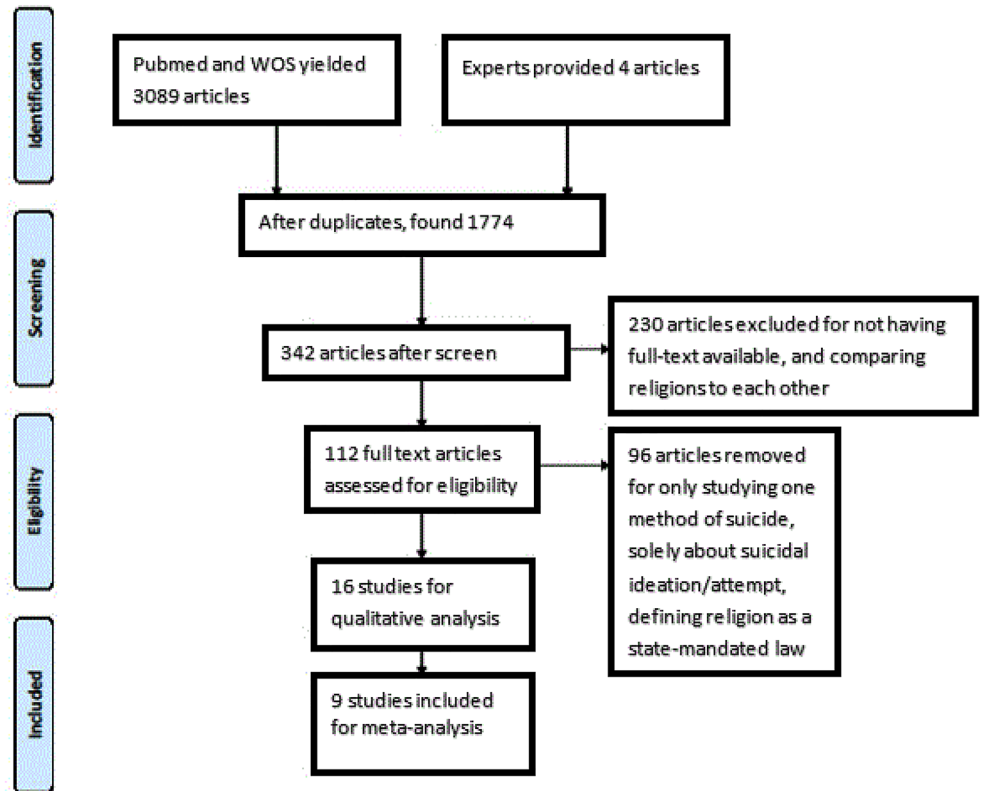 Identification
Pubmed and WOS yielded
3089 articles
Experts provided 4 articles
After duplicates, found 1774
Screening
342 articles after screen
230 articles excluded for not having
full-text available, and comparing
religions to each other
Eligibility
112 full text articles
assessed for eligibility
96 articles removed
for only studying one
method of suicide,
solely about suicidal
ideation/attempt,
defining religion as a
state-mandated law
16 studies for
qualitative analysis
Included
9 studies included
for meta-analysis